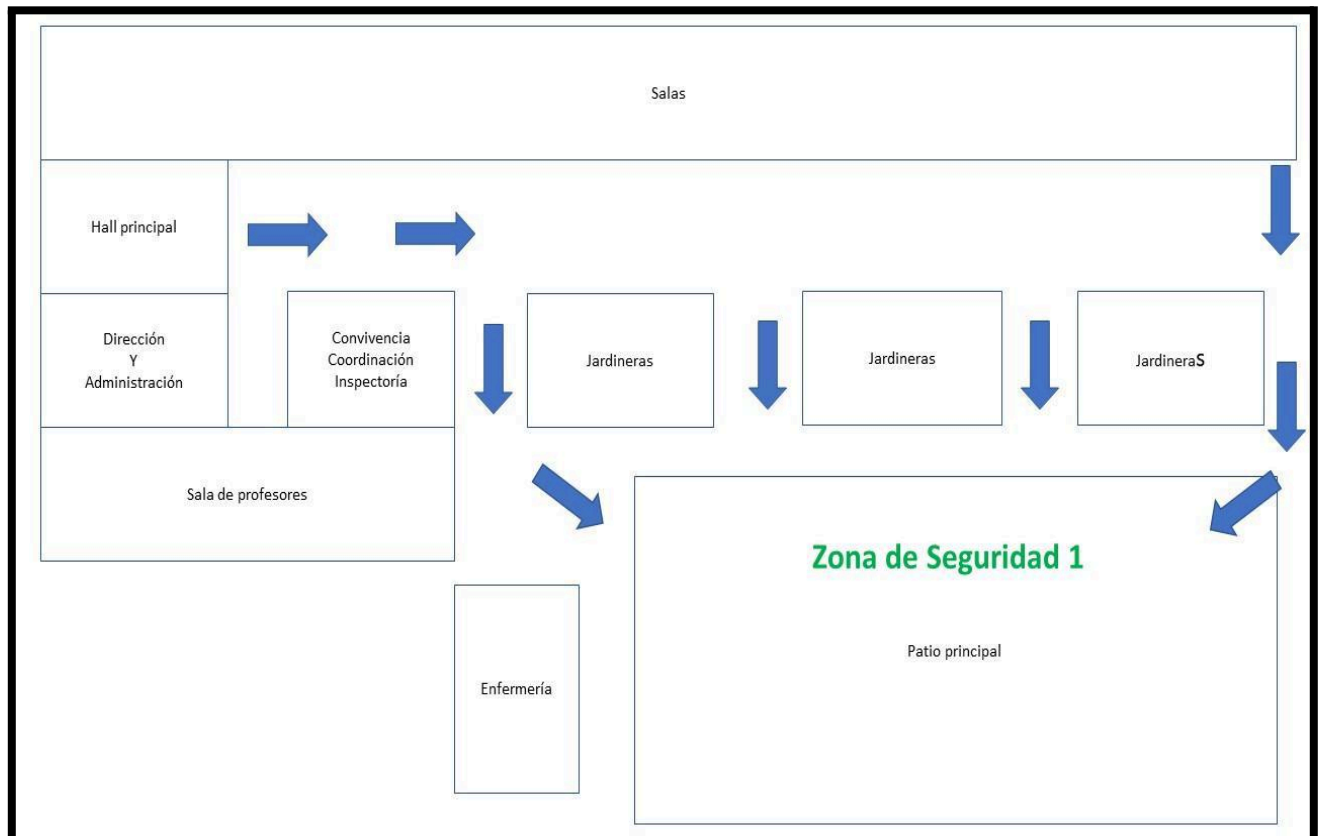 Salas
Hall principal
Dirección
Y
Administración
Convivencia
Coordinación
Inspectoría
Jardineras
Jardineras
JardineraS
Sala de profesores
Zona de Seguridad 1
Patio principal
Enfermería